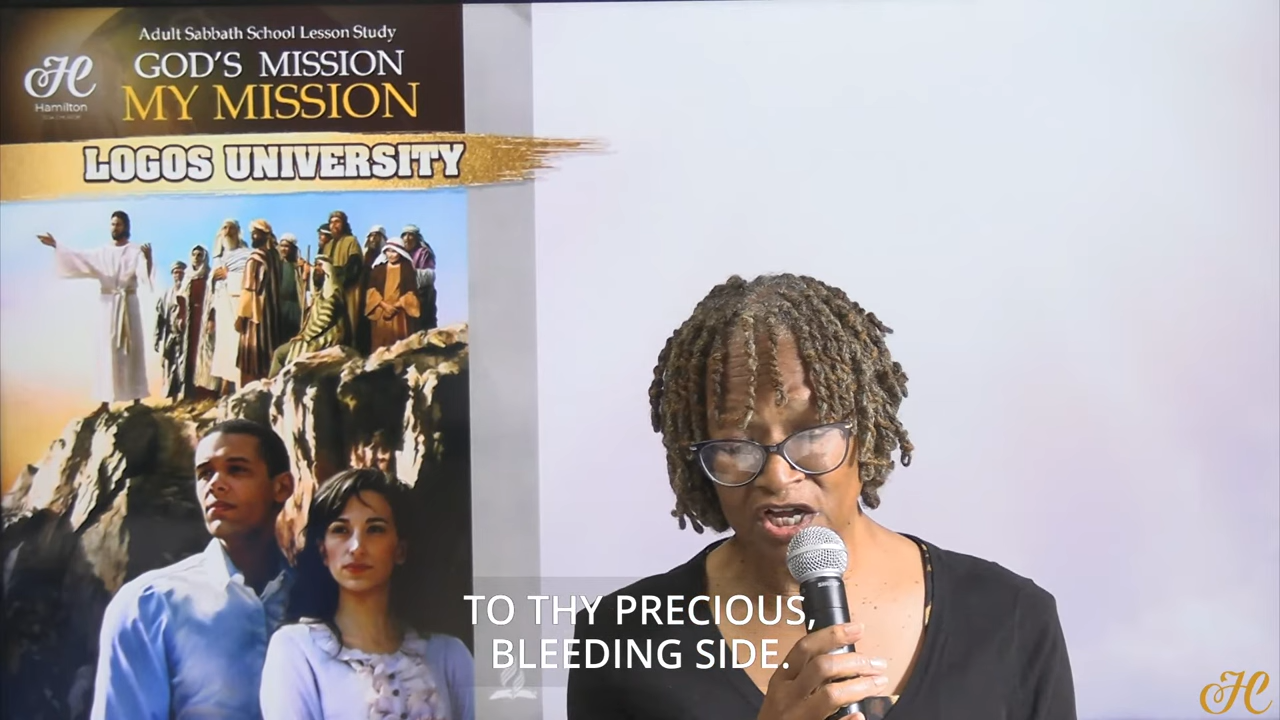 Adult Sabbath School Lesson Study
GOD'S MISSION
MY MISSION
H
Hamilton
LOGOS UNIVERSITY
TO THY PRECIOUS,
BLEEDING SIDE.
H